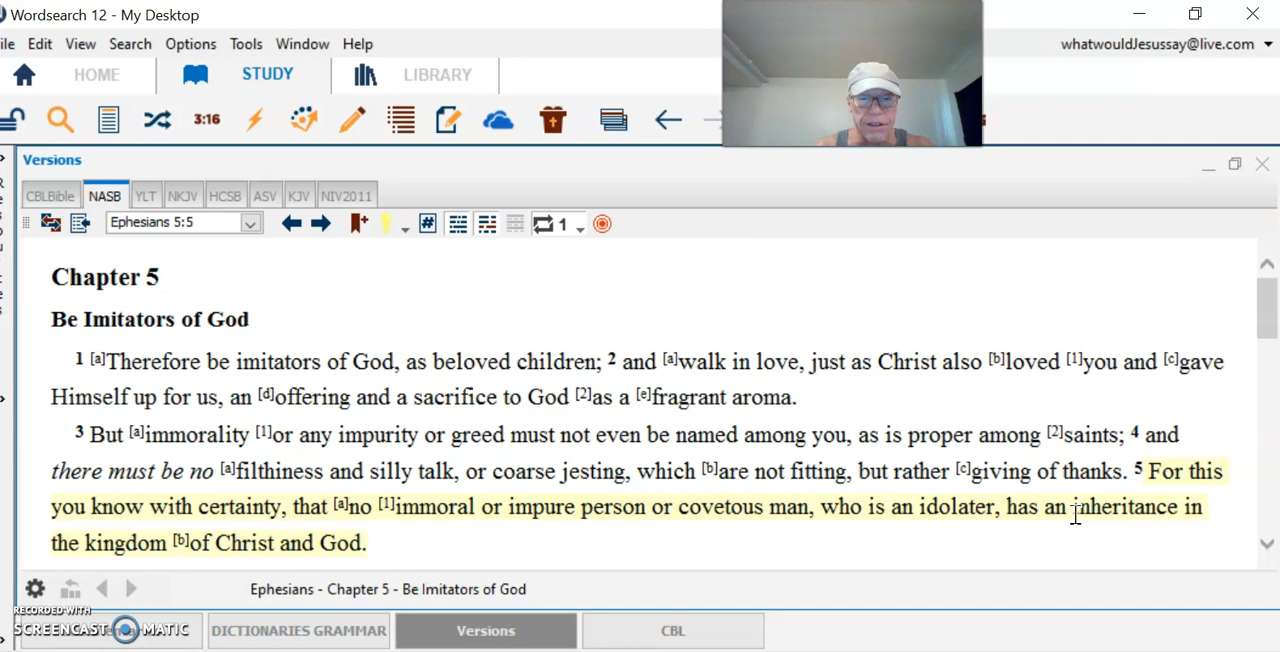 Wordsearch 12 - My Desktop
ile Edit View Search Options Tools Window Help
whatwouldJesussay@live.com
HOME STUDY LIBRARY
3:16
Versions
CBLBible NASB YLT NKJV HCSB ASV KJV NIV2011
Ephesians 5:5
# 1
Chapter 5
Be Imitators of God
1 [a]Therefore be imitators of God, as beloved children; 2 and [a]walk in love, just as Christ also [b]loved [1]you and [c]gave
Himself up for us, an [d]offering and a sacrifice to God [2]as a [e]fragrant aroma.
3 But [a]immorality [1]or any impurity or greed must not even be named among you, as is proper among [2]saints; 4 and
there must be no [a]filthiness and silly talk, or coarse jesting, which [b]are not fitting, but rather [c]giving of thanks. 5 For this
you know with certainty, that [a]no [1]immoral or impure person or covetous man, who is an idolater, has an inheritance in
the kingdom [b]of Christ and God.
Ephesians - Chapter 5 - Be Imitators of God
RECORDED WITH
SCREENCAST MATIC
DICTIONARIES GRAMMAR Versions CBL